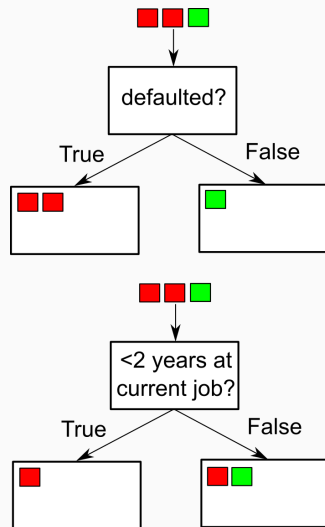 defaulted?
True
False
<2 years at
current job?
True
False